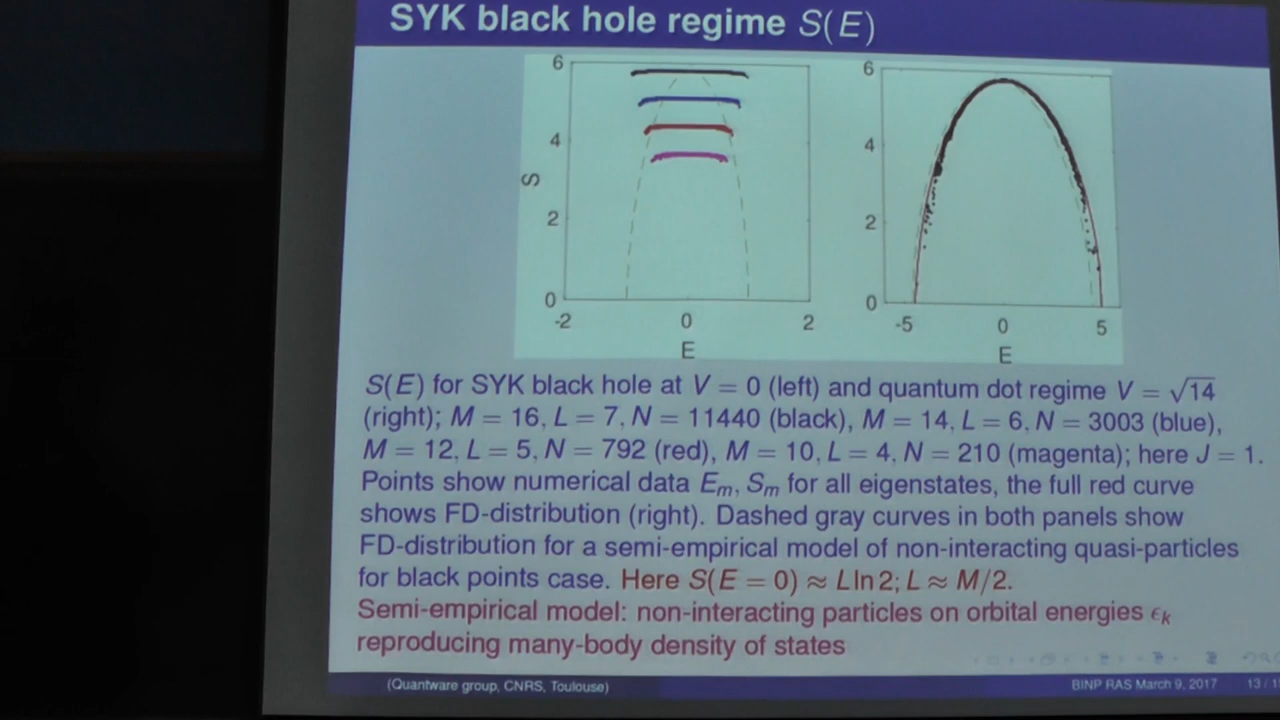 SYK black hole regime S(E)
6
4
2
0
S
-2
0
2
E
6
4
2
0
-5
0
5
E
S(E) for SYK black hole at V = 0 (left) and quantum dot regime V = √14
(right); M = 16, L = 7, N = 11440 (black), M = 14, L = 6, N = 3003 (blue),
M = 12, L = 5, N = 792 (red), M = 10, L = 4, N = 210 (magenta); here J = 1.
Points show numerical data Eₘ, Sₘ for all eigenstates, the full red curve
shows FD-distribution (right). Dashed gray curves in both panels show
FD-distribution for a semi-empirical model of non-interacting quasi-particles
for black points case. Here S(E = 0) ≈ L ln 2; L ≈ M/2.
Semi-empirical model: non-interacting particles on orbital energies ϵₖ
reproducing many-body density of states
(Quantware group, CNRS, Toulouse)
BINP RAS March 9, 2017
13 /